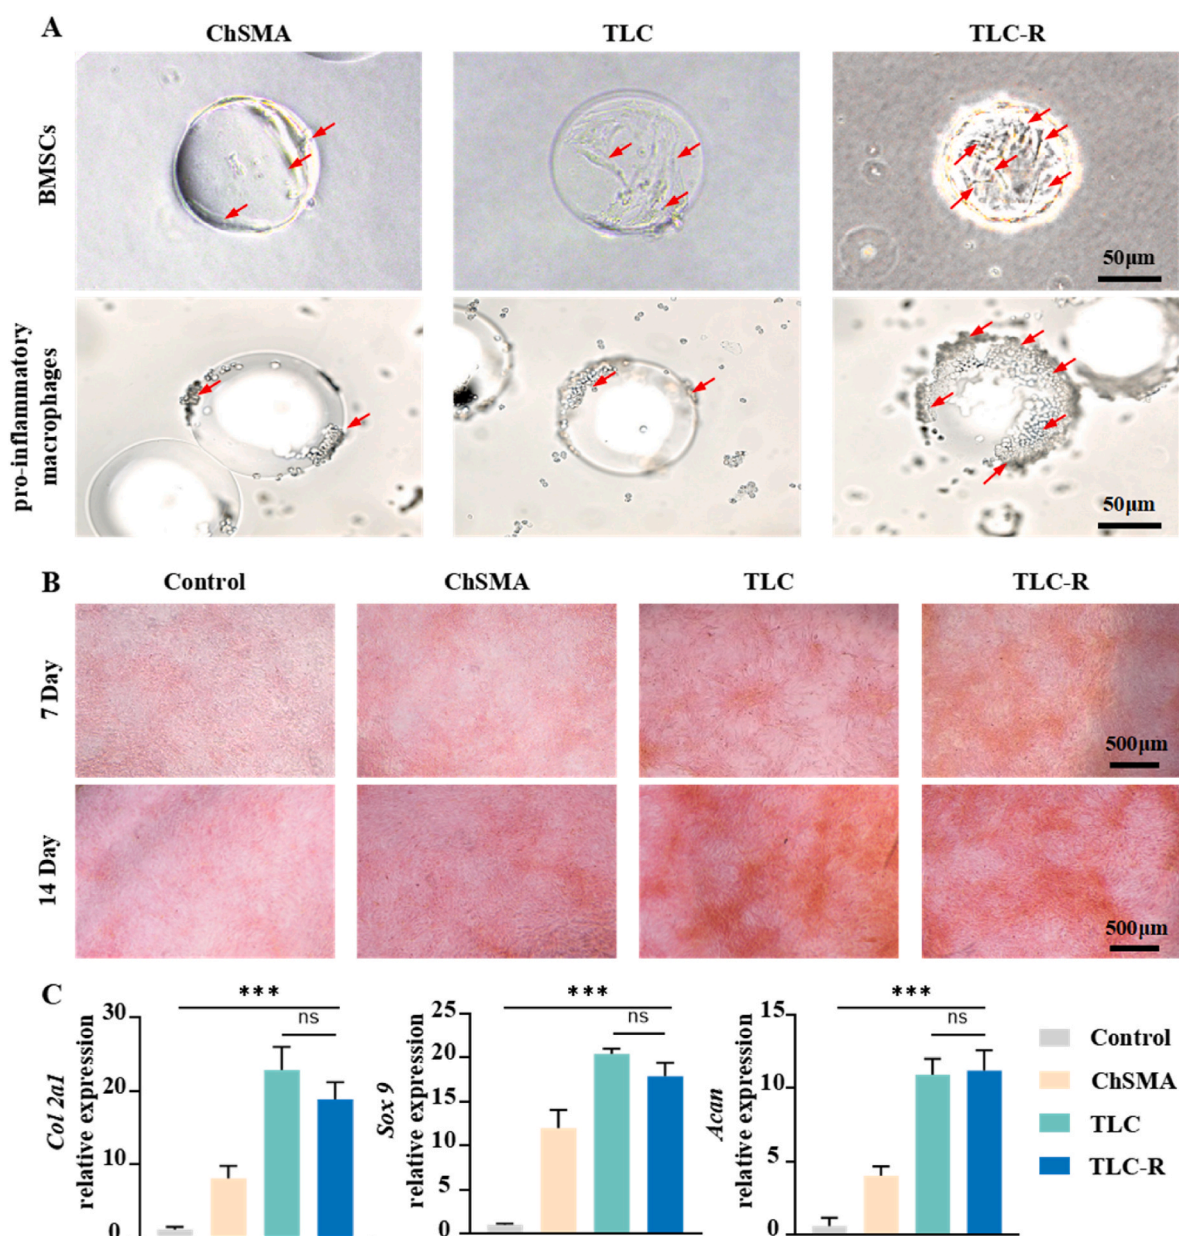 A
ChSMA
TLC
TLC-R
BMSCs
50μm
pro-inflammatory
macrophages
50μm
B
Control
ChSMA
TLC
TLC-R
7 Day
500μm
14 Day
500μm
C
Col 2a1
relative expression
30
20
10
0
***
ns
Sox 9
relative expression
25
20
15
10
5
0
***
ns
Acan
relative expression
15
10
5
0
***
ns
Control
ChSMA
TLC
TLC-R